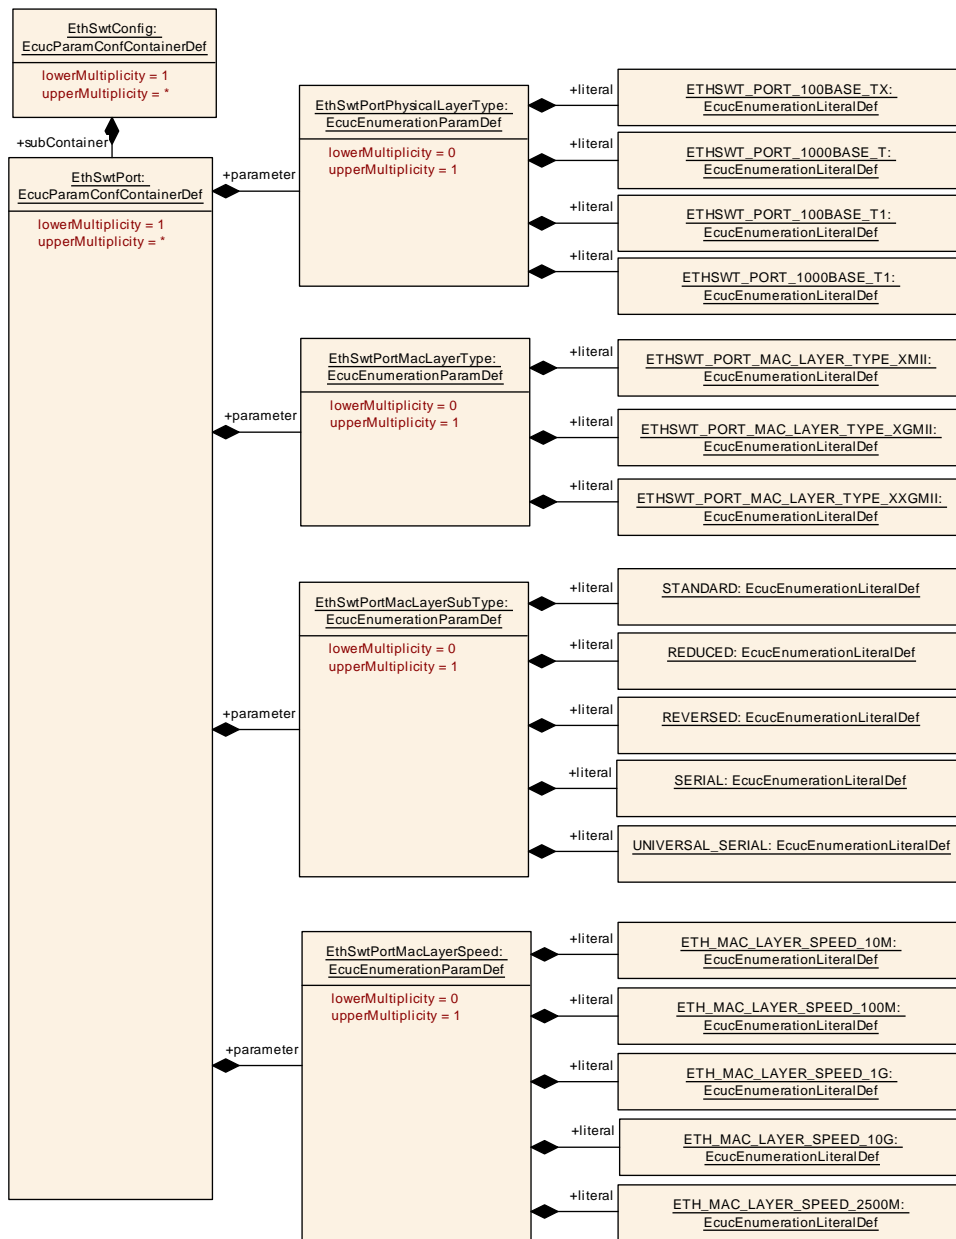 EthSwtConfig:
EcucParamConfContainerDef
lowerMultiplicity = 1
upperMultiplicity = *
+subContainer
EthSwtPort:
EcucParamConfContainerDef
lowerMultiplicity = 1
upperMultiplicity = *
+parameter
EthSwtPortPhysicalLayerType:
EcucEnumerationParamDef
lowerMultiplicity = 0
upperMultiplicity = 1
+literal
ETHSWT_PORT_100BASE_TX:
EcucEnumerationLiteralDef
+literal
ETHSWT_PORT_1000BASE_T:
EcucEnumerationLiteralDef
+literal
ETHSWT_PORT_100BASE_T1:
EcucEnumerationLiteralDef
+literal
ETHSWT_PORT_1000BASE_T1:
EcucEnumerationLiteralDef
+parameter
EthSwtPortMacLayerType:
EcucEnumerationParamDef
lowerMultiplicity = 0
upperMultiplicity = 1
+literal
ETHSWT_PORT_MAC_LAYER_TYPE_XMII:
EcucEnumerationLiteralDef
+literal
ETHSWT_PORT_MAC_LAYER_TYPE_XGMII:
EcucEnumerationLiteralDef
+literal
ETHSWT_PORT_MAC_LAYER_TYPE_XXGMII:
EcucEnumerationLiteralDef
+parameter
EthSwtPortMacLayerSubType:
EcucEnumerationParamDef
lowerMultiplicity = 0
upperMultiplicity = 1
+literal
STANDARD: EcucEnumerationLiteralDef
+literal
REDUCED: EcucEnumerationLiteralDef
+literal
REVERSED: EcucEnumerationLiteralDef
+literal
SERIAL: EcucEnumerationLiteralDef
+literal
UNIVERSAL_SERIAL: EcucEnumerationLiteralDef
+parameter
EthSwtPortMacLayerSpeed:
EcucEnumerationParamDef
lowerMultiplicity = 0
upperMultiplicity = 1
+literal
ETH_MAC_LAYER_SPEED_10M:
EcucEnumerationLiteralDef
+literal
ETH_MAC_LAYER_SPEED_100M:
EcucEnumerationLiteralDef
+literal
ETH_MAC_LAYER_SPEED_1G:
EcucEnumerationLiteralDef
+literal
ETH_MAC_LAYER_SPEED_10G:
EcucEnumerationLiteralDef
+literal
ETH_MAC_LAYER_SPEED_2500M:
EcucEnumerationLiteralDef